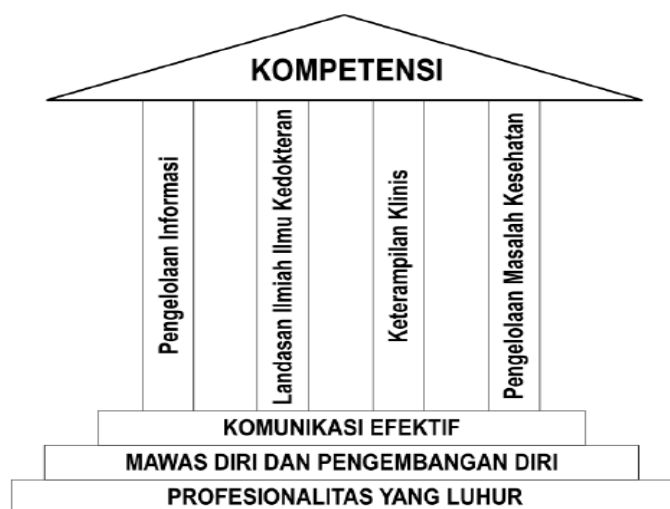 KOMPETENSI
Pengelolaan Informasi
Landasan Ilmiah Ilmu Kedokteran
Keterampilan Klinis
Pengelolaan Masalah Kesehatan
KOMUNIKASI EFEKTIF
MAWAS DIRI DAN PENGEMBANGAN DIRI
PROFESIONALITAS YANG LUHUR